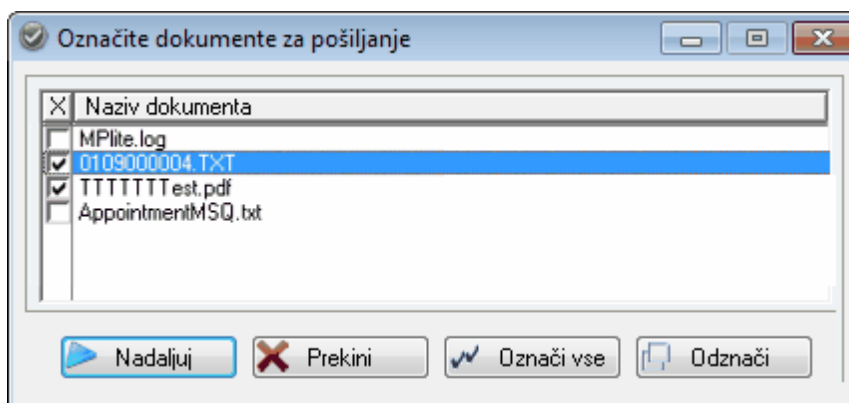 Označite dokumente za pošiljanje
X Naziv dokumenta
MPlite.log
0109000004.TXT
TTTTTTTest.pdf
AppointmentMSQ.txt
Nadaljuj Prekini Označi vse Odznači